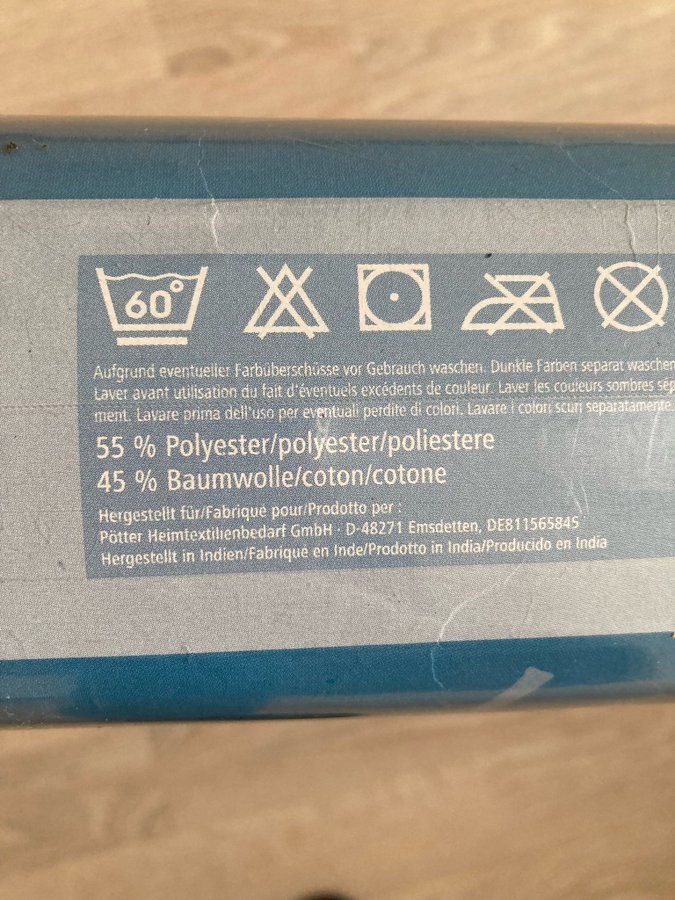 60°
Aufgrund eventueller Farbüberschüsse vor Gebrauch waschen. Dunkle Farben separat waschen
Laver avant utilisation du fait d'éventuels excédents de couleur. Laver les couleurs sombres sép
ment. Lavare prima dell'uso per eventuali perdite di colori. Lavare i colori scuri separatamente.
55 % Polyester/polyester/poliestere
45 % Baumwolle/coton/cotone
Hergestellt für/Fabriqué pour/Prodotto per :
Pötter Heimtextilienbedarf GmbH · D-48271 Emsdetten, DE811565845
Hergestellt in Indien/Fabriqué en Inde/Prodotto in India/Producido en India